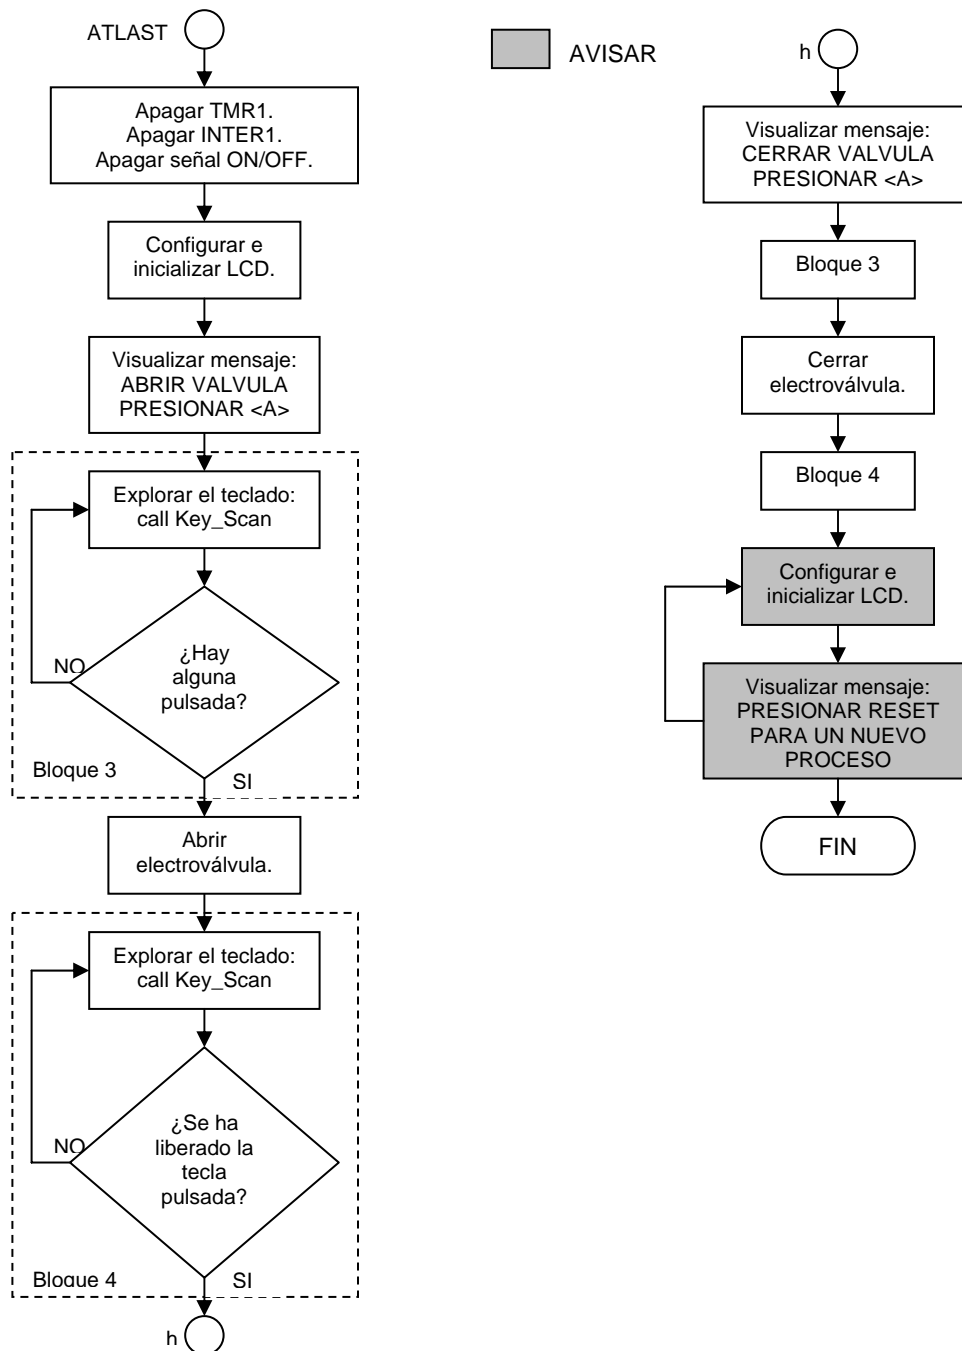 ATLAST
Apagar TMR1.
Apagar INTER1.
Apagar señal ON/OFF.
Configurar e
inicializar LCD.
Visualizar mensaje:
ABRIR VALVULA
PRESIONAR <A>
Explorar el teclado:
call Key_Scan
¿Hay
alguna
pulsada?
NO
Bloque 3
SI
Abrir
electroválvula.
Explorar el teclado:
call Key_Scan
¿Se ha
liberado la
tecla
pulsada?
NO
Bloque 4
SI
h
AVISAR
h
Visualizar mensaje:
CERRAR VALVULA
PRESIONAR <A>
Bloque 3
Cerrar
electroválvula.
Bloque 4
Configurar e
inicializar LCD.
Visualizar mensaje:
PRESIONAR RESET
PARA UN NUEVO
PROCESO
FIN